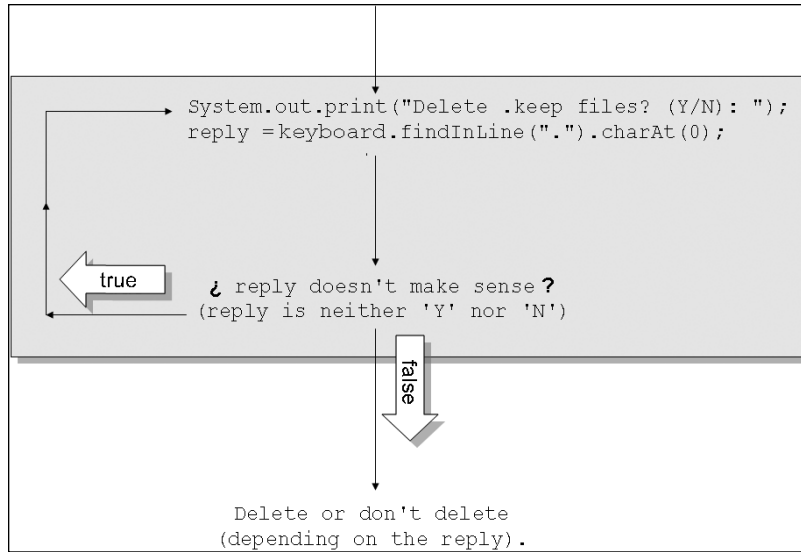 System.out.print("Delete .keep files? (Y/N): ");
reply =keyboard.findInLine(".").charAt(0);
true
¿ reply doesn't make sense ?
(reply is neither 'Y' nor 'N')
false
Delete or don't delete
(depending on the reply).